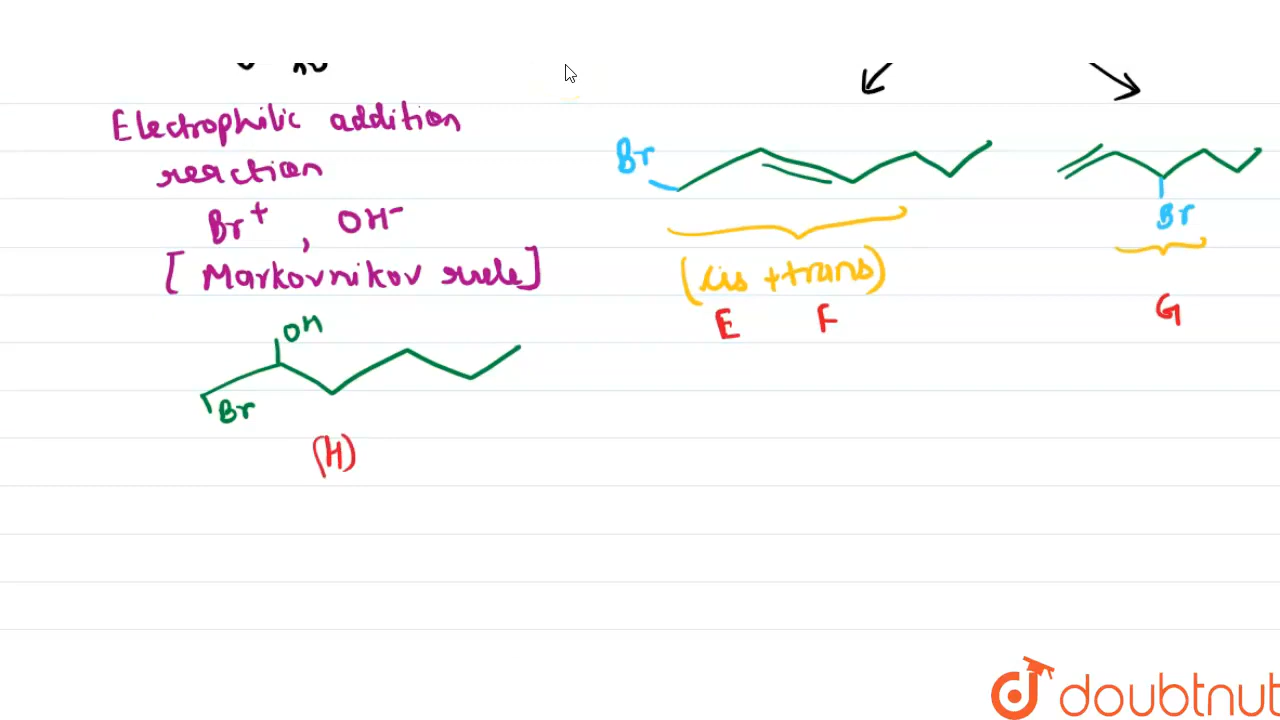 Electrophilic addition
reaction
Br+, OH-
[Markovnikov rule]
OH
Br
(H)
Br
(cis + trans)
E F
Br
G
doubtnut